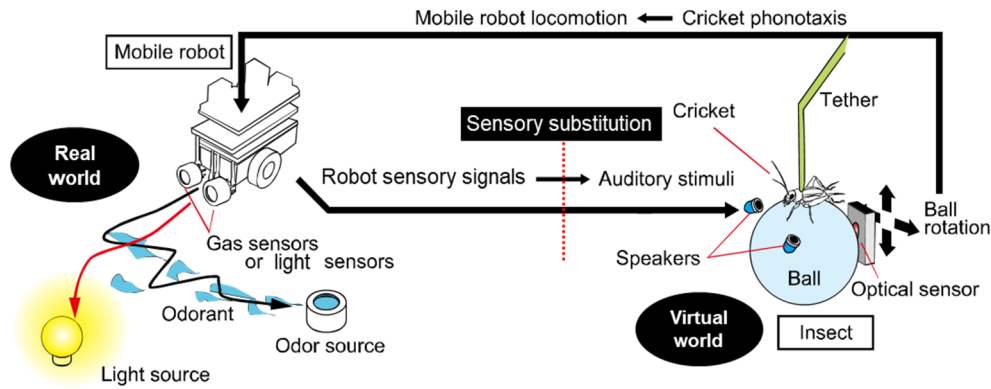 Mobile robot locomotion ← Cricket phonotaxis
Mobile robot
Real
world
Gas sensors
or light sensors
Odorant
Odor source
Light source
Sensory substitution
Robot sensory signals → Auditory stimuli
Cricket
Tether
Speakers
Ball
Ball
rotation
Optical sensor
Virtual
world
Insect